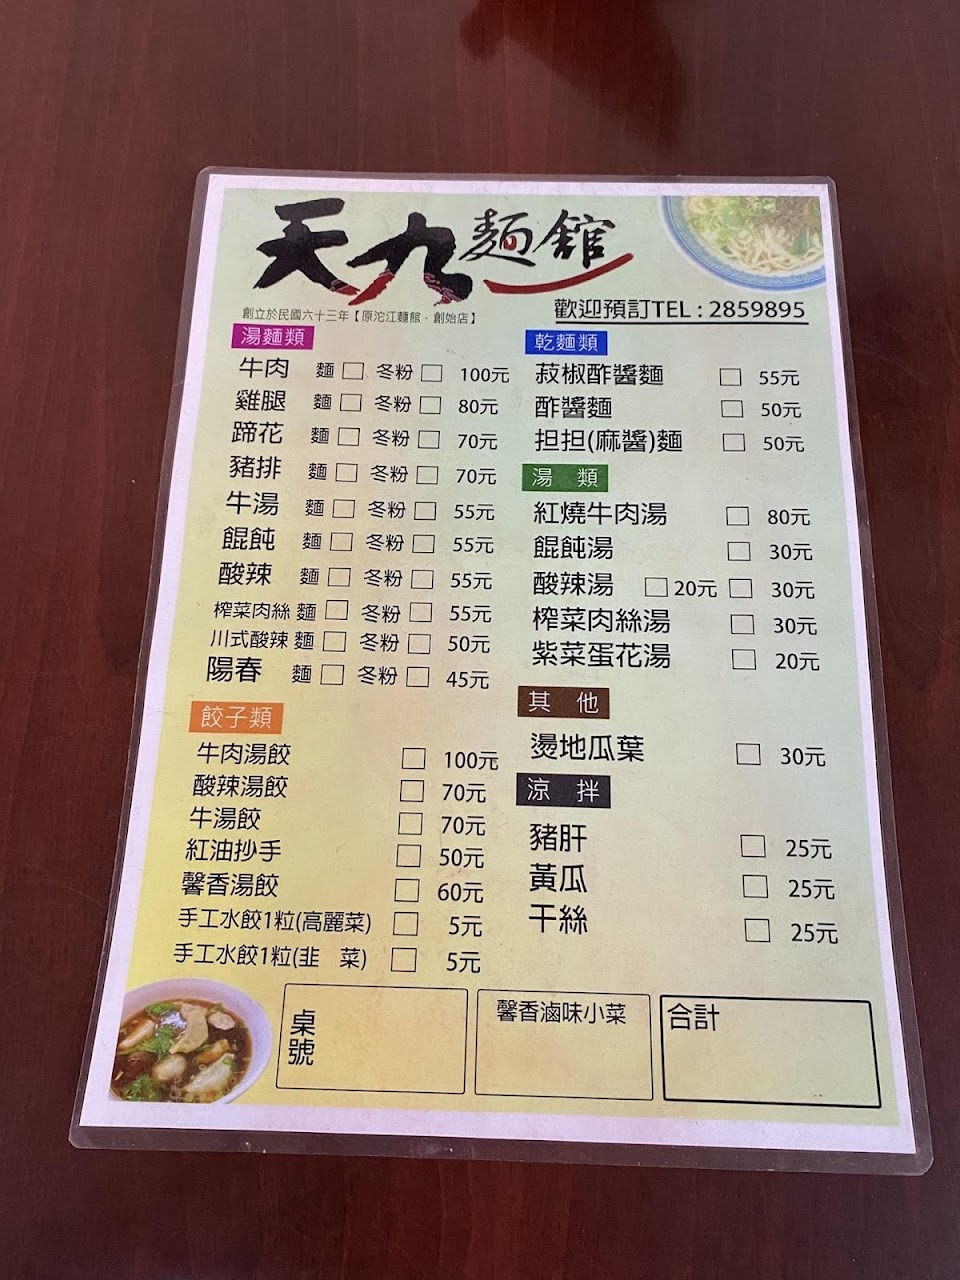 天九麵館
創立於民國六十三年【原沱江麵館．創始店】
歡迎預訂TEL : 2859895
湯麵類
牛肉 麵 □ 冬粉 □ 100元
雞腿 麵 □ 冬粉 □ 80元
蹄花 麵 □ 冬粉 □ 70元
豬排 麵 □ 冬粉 □ 70元
牛湯 麵 □ 冬粉 □ 55元
餛飩 麵 □ 冬粉 □ 55元
酸辣 麵 □ 冬粉 □ 55元
榨菜肉絲 麵 □ 冬粉 □ 55元
川式酸辣 麵 □ 冬粉 □ 50元
陽春 麵 □ 冬粉 □ 45元
餃子類
牛肉湯餃 □ 100元
酸辣湯餃 □ 70元
牛湯餃 □ 70元
紅油抄手 □ 50元
馨香湯餃 □ 60元
手工水餃1粒(高麗菜) □ 5元
手工水餃1粒(韭 菜) □ 5元
乾麵類
菽椒酢醬麵 □ 55元
酢醬麵 □ 50元
担担(麻醬)麵 □ 50元
湯 類
紅燒牛肉湯 □ 80元
餛飩湯 □ 30元
酸辣湯 □ 20元 □ 30元
榨菜肉絲湯 □ 30元
紫菜蛋花湯 □ 20元
其 他
燙地瓜葉 □ 30元
涼 拌
豬肝 □ 25元
黃瓜 □ 25元
干絲 □ 25元
桌號
馨香滷味小菜
合計